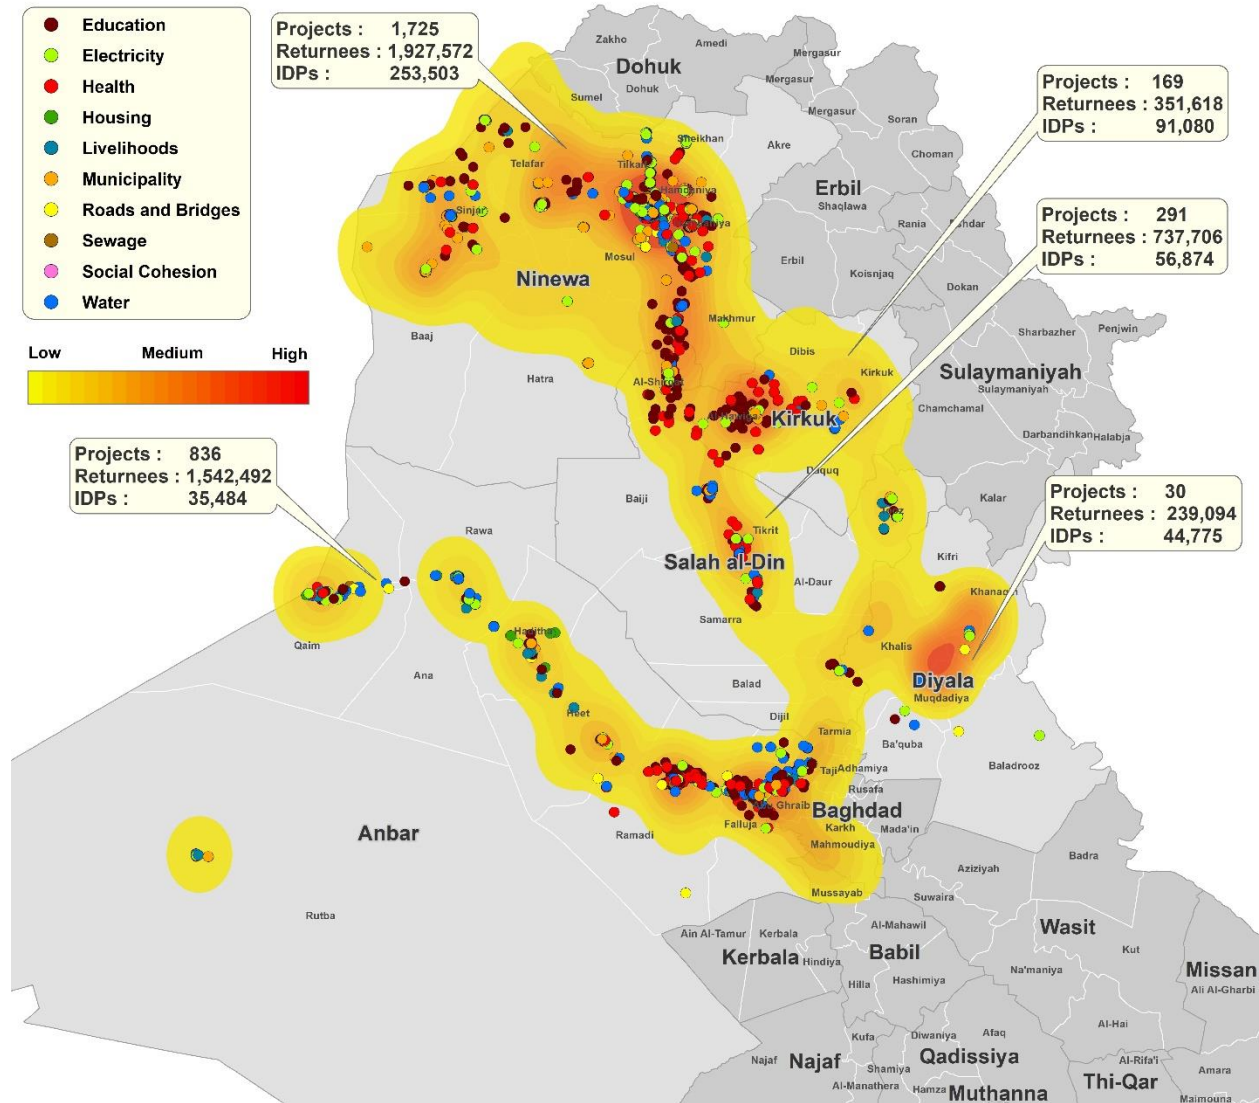 Education
Electricity
Health
Housing
Livelihoods
Municipality
Roads and Bridges
Sewage
Social Cohesion
Water
Low Medium High
Projects : 1,725
Returnees : 1,927,572
IDPs : 253,503
Projects : 169
Returnees : 351,618
IDPs : 91,080
Projects : 291
Returnees : 737,706
IDPs : 56,874
Projects : 836
Returnees : 1,542,492
IDPs : 35,484
Projects : 30
Returnees : 239,094
IDPs : 44,775
Zakho
Amedi
Dohuk
Dohuk
Sumel
Mergasur
Mergasur
Mergasur
Soran
Choman
Sheikhan
Akre
Telafar
Erbil
Shaqlawa
Rania
Sinjar
Mosul
Ninewa
Erbil
Koisnjaq
Dokan
Makhmur
Baaj
Hatra
Dibis
Kirkuk
Sharbazher
Penjwin
Sulaymaniyah
Sulaymaniyah
Chamchamal
Kirkuk
Darbandihkan
Halabja
Daquq
Kalar
Baiji
Tikrit
Rawa
Salah al-Din
Kifri
Al-Daur
Khanaqin
Samarra
Qaim
Ana
Khalis
Diyala
Muqdadiya
Balad
Heet
Dijil
Tarmia
Ba'quba
Baladrooz
Taji
Adhamiya
Rusafa
Baghdad
Anbar
Ramadi
Falluja
Karkh
Mada'in
Mahmoudiya
Badra
Aziziyah
Mussayab
Suwaira
Rutba
Ain Al-Tamur
Kerbala
Al-Mahawil
Wasit
Kerbala
Hindiya
Babil
Kut
Na'maniya
Missan
Ali Al-Gharbi
Hilla
Hashimiya
Al-Hai
Kufa
Diwaniya
Afaq
Najaf
Najaf
Shamiya
Qadissiya
Al-Rifa'i
Amara
Al-Manathera
Hamza
Muthanna
Thi-Qar
Maimouna